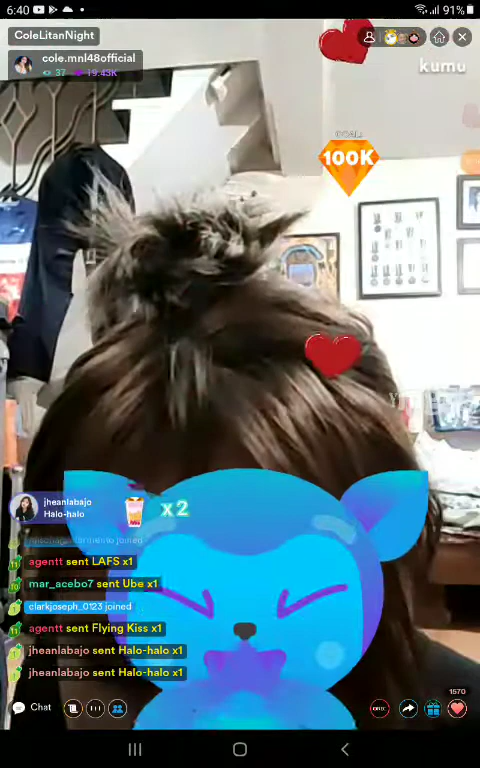 6:40
91%
ColeLitanNight
cole.mnl48official
37
19.43K
kumu
GOAL
100K
jheanlabajo
Halo-halo
x2
joined
agentt sent LAFS x1
mar_acebo7 sent Ube x1
clarkjoseph_0123 joined
agentt sent Flying Kiss x1
jheanlabajo sent Halo-halo x1
jheanlabajo sent Halo-halo x1
1570
Chat